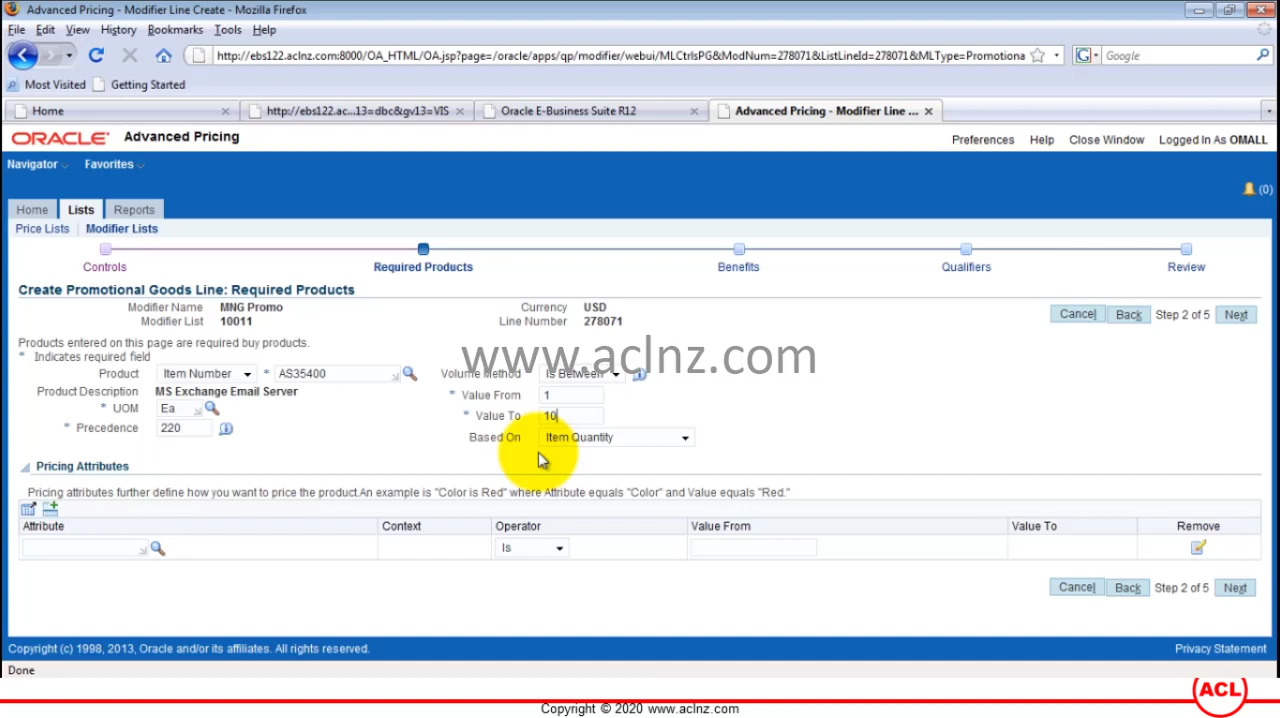 Advanced Pricing - Modifier Line Create - Mozilla Firefox
File Edit View History Bookmarks Tools Help
http://ebs122.aclnz.com:8000/OA_HTML/OA.jsp?page=/oracle/apps/qp/modifier/webui/MLCtrlsPG&ModNum=278071&ListLineId=278071&MLType=Promotiona
Google
Most Visited Getting Started
Home http://ebs122.ac...13=dbc&gv13=VIS Oracle E-Business Suite R12 Advanced Pricing - Modifier Line ...
ORACLE Advanced Pricing
Preferences Help Close Window Logged In As OMALL
Navigator Favorites
(0)
Home Lists Reports
Price Lists Modifier Lists
Controls Required Products Benefits Qualifiers Review
Create Promotional Goods Line: Required Products
Modifier Name MNG Promo Currency USD
Modifier List 10011 Line Number 278071
Cancel Back Step 2 of 5 Next
Products entered on this page are required buy products.
* Indicates required field
www.aclnz.com
Product Item Number * AS35400 Volume Method Is Between
Product Description MS Exchange Email Server * Value From 1
* UOM Ea * Value To 10
* Precedence 220 Based On Item Quantity
Pricing Attributes
Pricing attributes further define how you want to price the product.An example is "Color is Red" where Attribute equals "Color" and Value equals "Red."
Attribute Context Operator Value From Value To Remove
Is
Cancel Back Step 2 of 5 Next
Copyright (c) 1998, 2013, Oracle and/or its affiliates. All rights reserved. Privacy Statement
Done
ACL
Copyright © 2020 www.aclnz.com